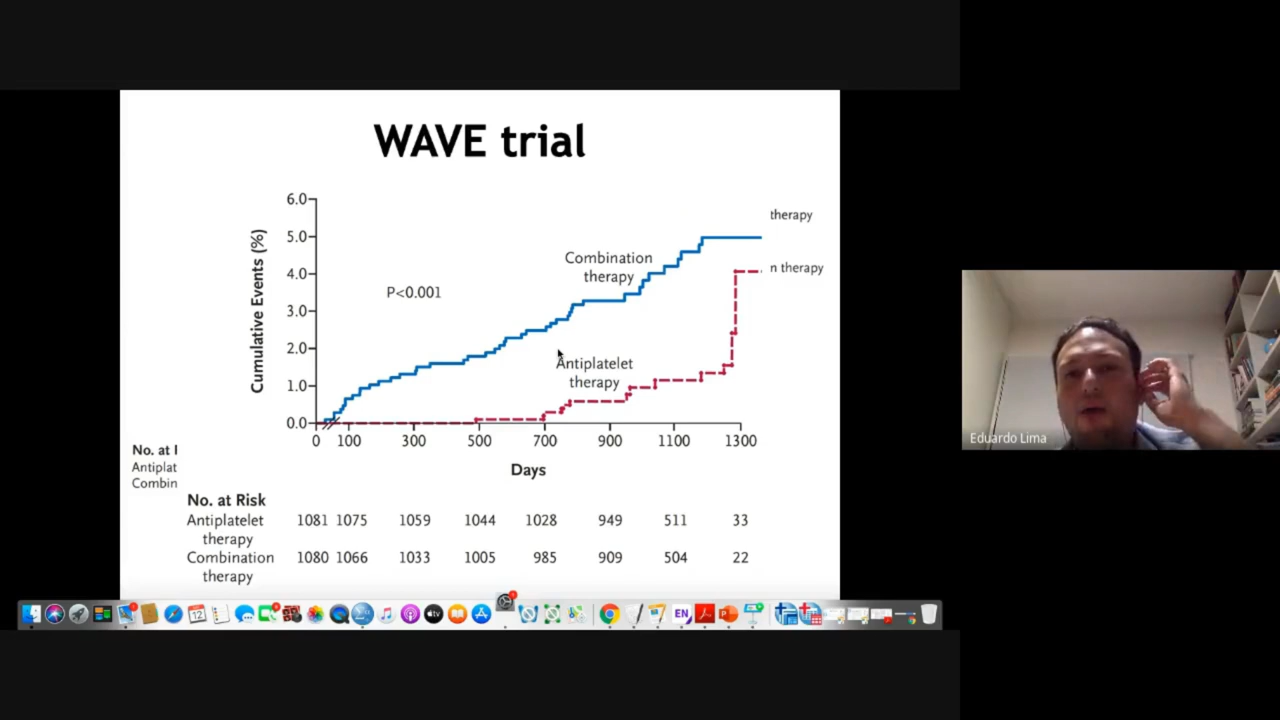 WAVE trial
6.0
5.0
4.0
3.0
2.0
1.0
0.0
Cumulative Events (%)
therapy
n therapy
Combination
therapy
P<0.001
Antiplatelet
therapy
0 100 300 500 700 900 1100 1300
Days
No. at I
Antiplat
Combin
No. at Risk
Antiplatelet 1081 1075 1059 1044 1028 949 511 33
therapy
Combination 1080 1066 1033 1005 985 909 504 22
therapy
12
tv
EN
Eduardo Lima